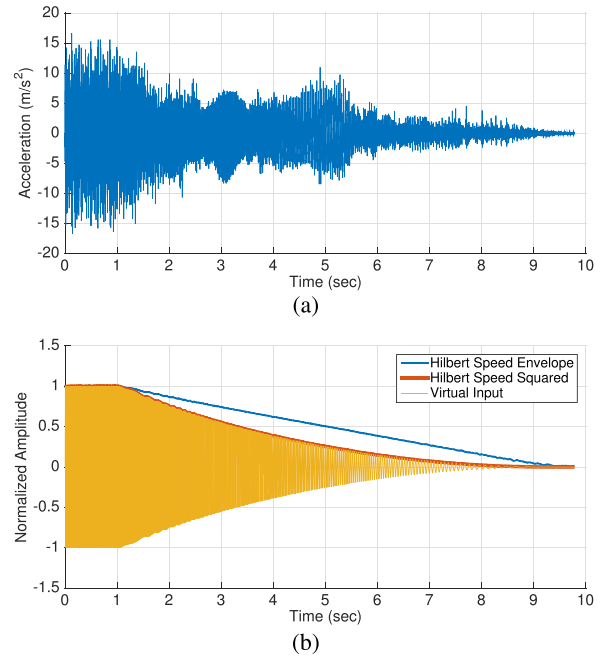 20
15
10
5
0
-5
-10
-15
-20
Acceleration (m/s²)
0 1 2 3 4 5 6 7 8 9 10
Time (sec)
(a)
1.5
1
0.5
0
-0.5
-1
-1.5
Normalized Amplitude
Hilbert Speed Envelope
Hilbert Speed Squared
Virtual Input
0 1 2 3 4 5 6 7 8 9 10
Time (sec)
(b)